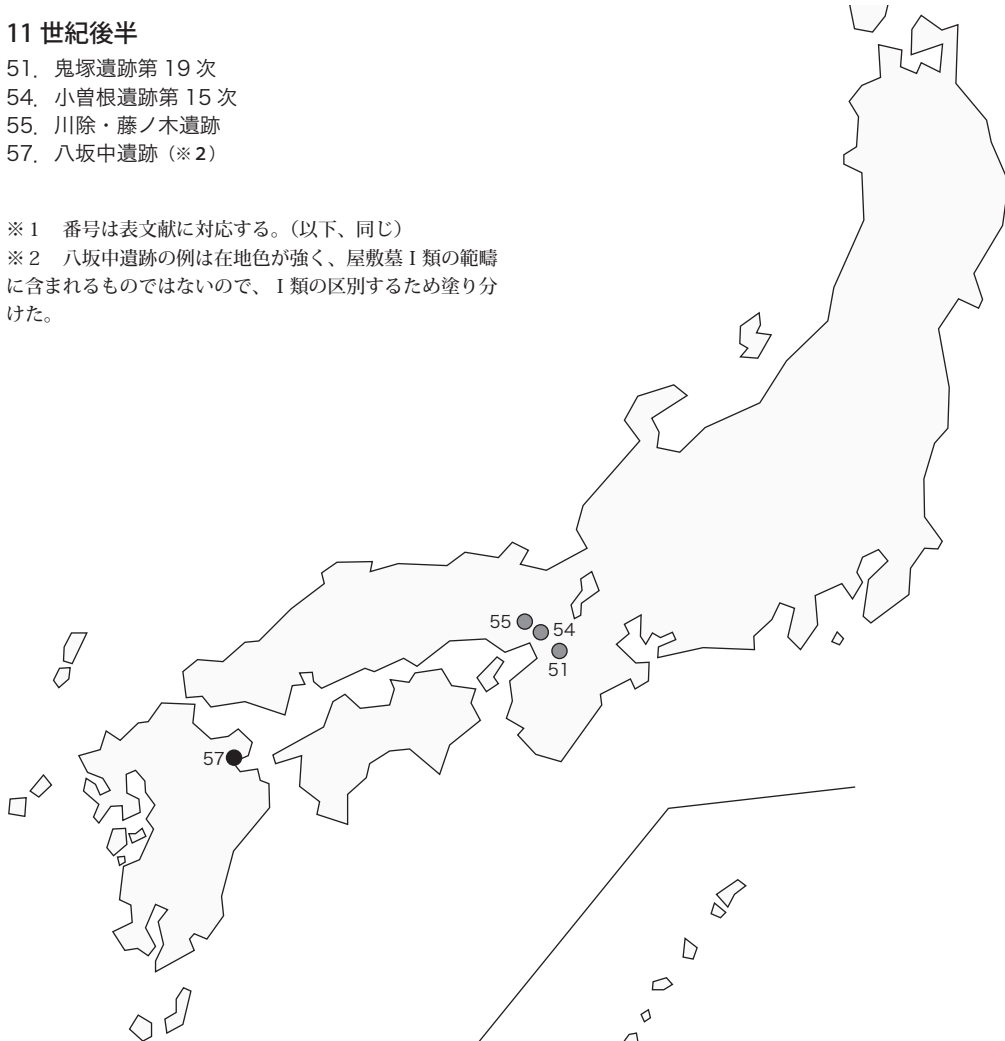 11 世紀後半
51．鬼塚遺跡第 19 次
54．小曽根遺跡第 15 次
55．川除・藤ノ木遺跡
57．八坂中遺跡（※ 2）
※ 1　番号は表文献に対応する。（以下、同じ）
※ 2　八坂中遺跡の例は在地色が強く、屋敷墓 I 類の範疇
に含まれるものではないので、 I 類の区別するため塗り分
けた。
55
54
51
57